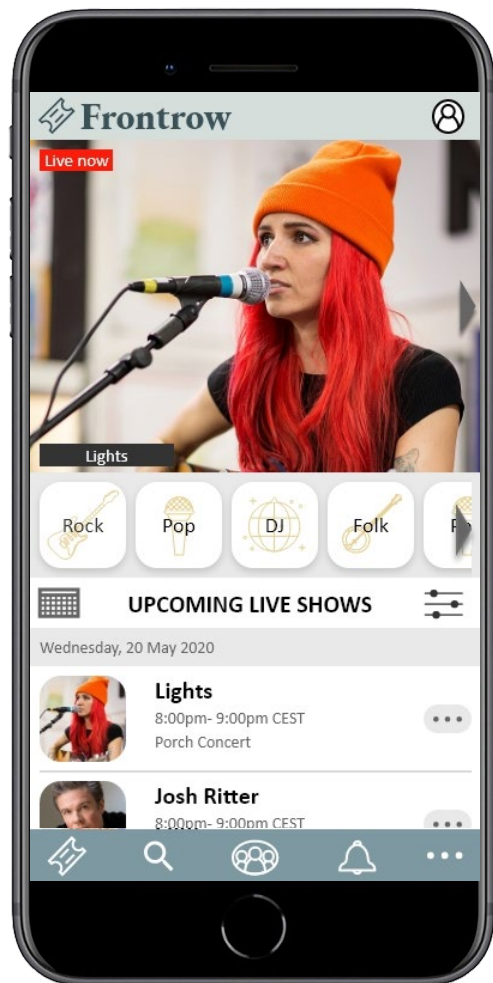 Frontrow
Live now
Lights
Rock
Pop
DJ
Folk
UPCOMING LIVE SHOWS
Wednesday, 20 May 2020
Lights
8:00pm- 9:00pm CEST
Porch Concert
Josh Ritter
8:00pm- 9:00pm CEST